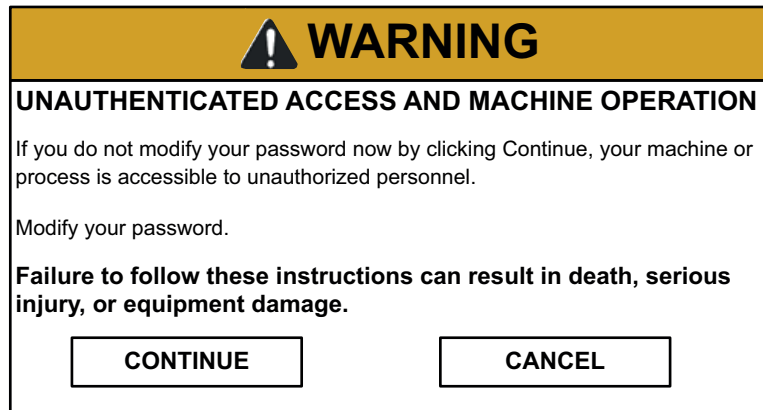 WARNING
UNAUTHENTICATED ACCESS AND MACHINE OPERATION
If you do not modify your password now by clicking Continue, your machine or
process is accessible to unauthorized personnel.
Modify your password.
Failure to follow these instructions can result in death, serious
injury, or equipment damage.
CONTINUE
CANCEL